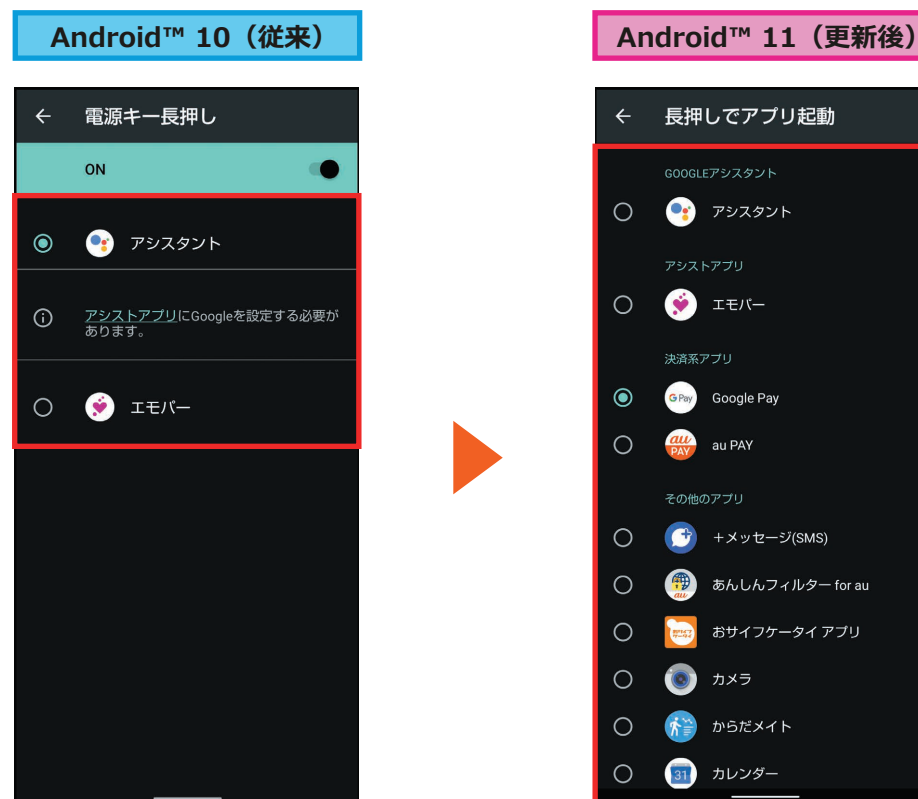 Android™ 10（従来）
電源キー長押し
ON
アシスタント
アシストアプリにGoogleを設定する必要が
あります。
エモパー
Android™ 11（更新後）
長押しでアプリ起動
GOOGLEアシスタント
アシスタント
アシストアプリ
エモパー
決済系アプリ
G Pay
Google Pay
au
PAY
au PAY
その他のアプリ
＋メッセージ(SMS)
au
あんしんフィルター for au
おサイフケータイ アプリ
カメラ
からだメイト
31
カレンダー